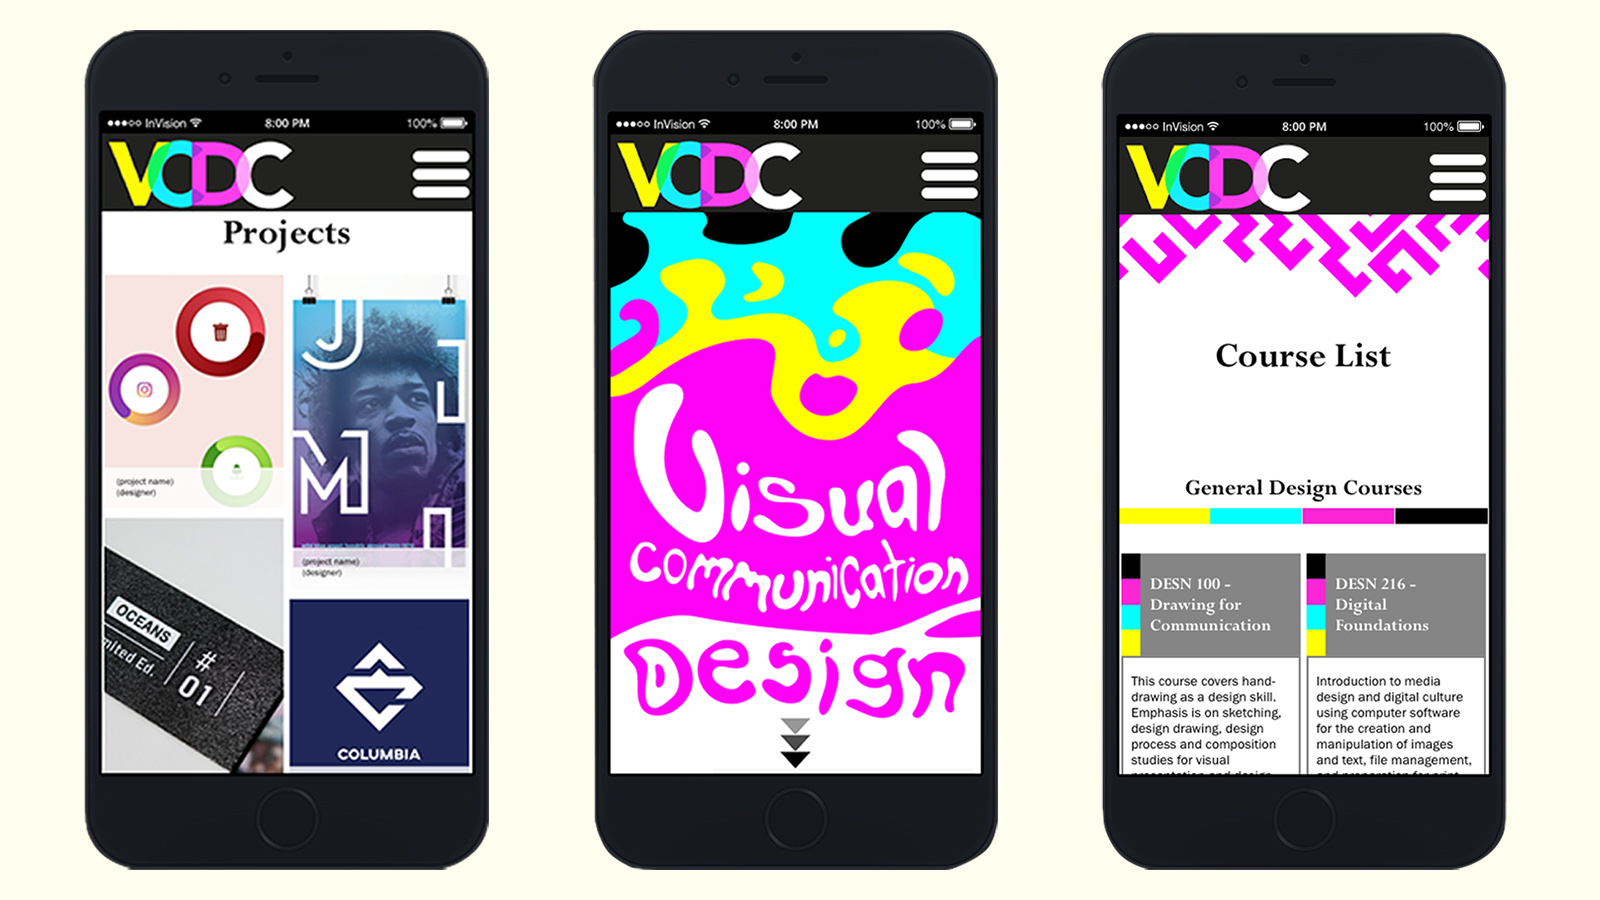 InVision
8:00 PM
100%
VCDC
Projects
J
I
M
I
(project name)
(designer)
(project name)
(designer)
OCEANS
Ed.
#
01
COLUMBIA
InVision
8:00 PM
100%
VCDC
Visual
Communication
Design
InVision
8:00 PM
100%
VCDC
Course List
General Design Courses
DESN 100 -
Drawing for
Communication
This course covers hand-
drawing as a design skill.
Emphasis is on sketching,
design drawing, design
process and composition
studies for visual
DESN 216 -
Digital
Foundations
Introduction to media
design and digital culture
using computer software
for the creation and
manipulation of images
and text, file management,